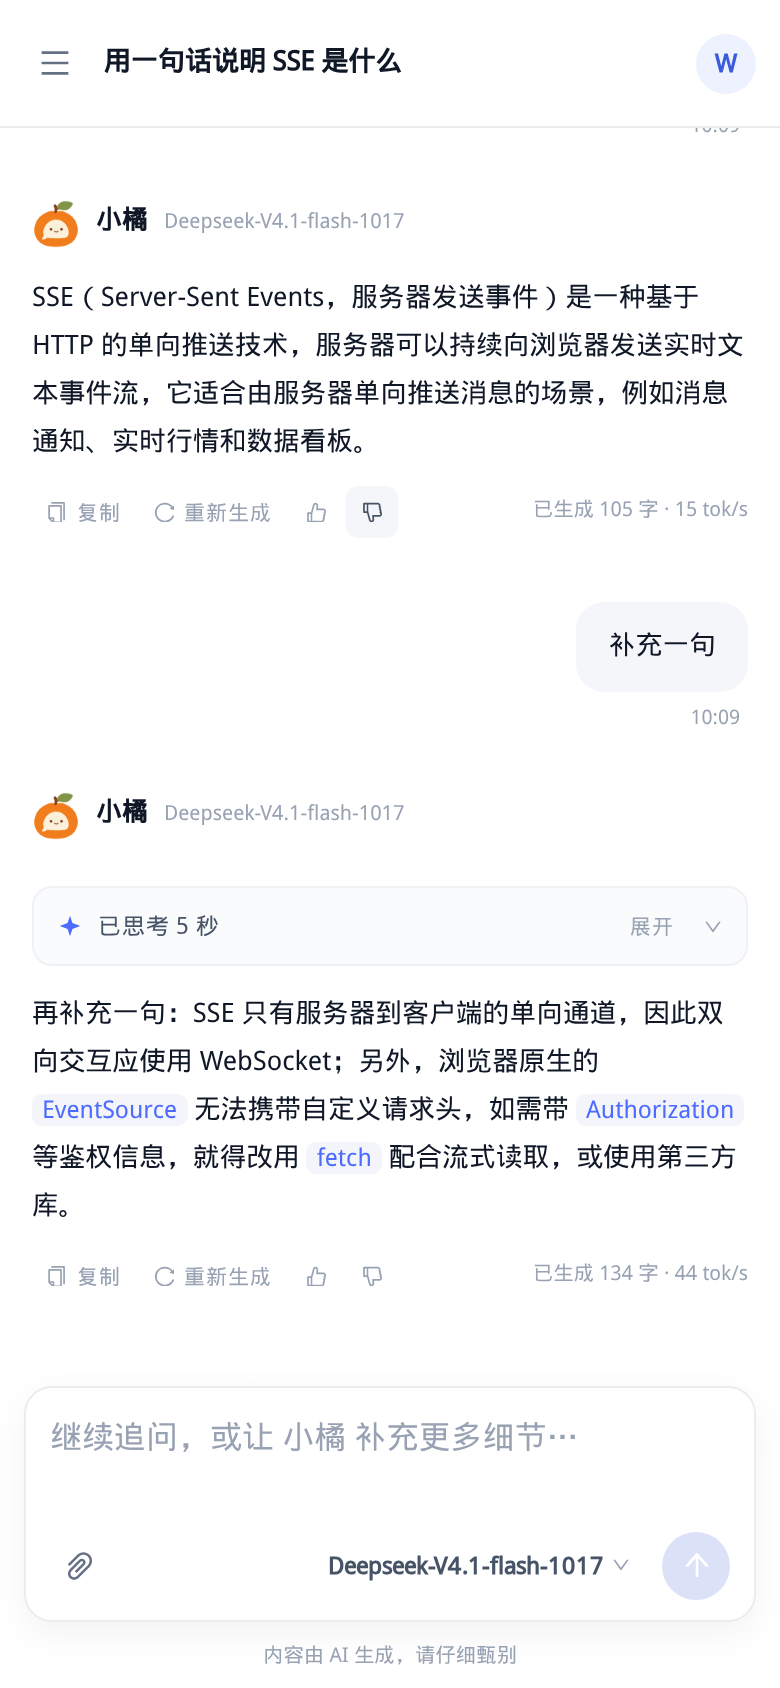 用一句话说明 SSE 是什么
W
10:09
小橘 Deepseek-V4.1-flash-1017
SSE（Server-Sent Events，服务器发送事件）是一种基于
HTTP 的单向推送技术，服务器可以持续向浏览器发送实时文
本事件流，它适合由服务器单向推送消息的场景，例如消息
通知、实时行情和数据看板。
复制 重新生成 已生成 105 字 · 15 tok/s
补充一句
10:09
小橘 Deepseek-V4.1-flash-1017
已思考 5 秒 展开
再补充一句：SSE 只有服务器到客户端的单向通道，因此双
向交互应使用 WebSocket；另外，浏览器原生的
EventSource 无法携带自定义请求头，如需带 Authorization
等鉴权信息，就得改用 fetch 配合流式读取，或使用第三方
库。
复制 重新生成 已生成 134 字 · 44 tok/s
继续追问，或让 小橘 补充更多细节…
Deepseek-V4.1-flash-1017
内容由 AI 生成，请仔细甄别